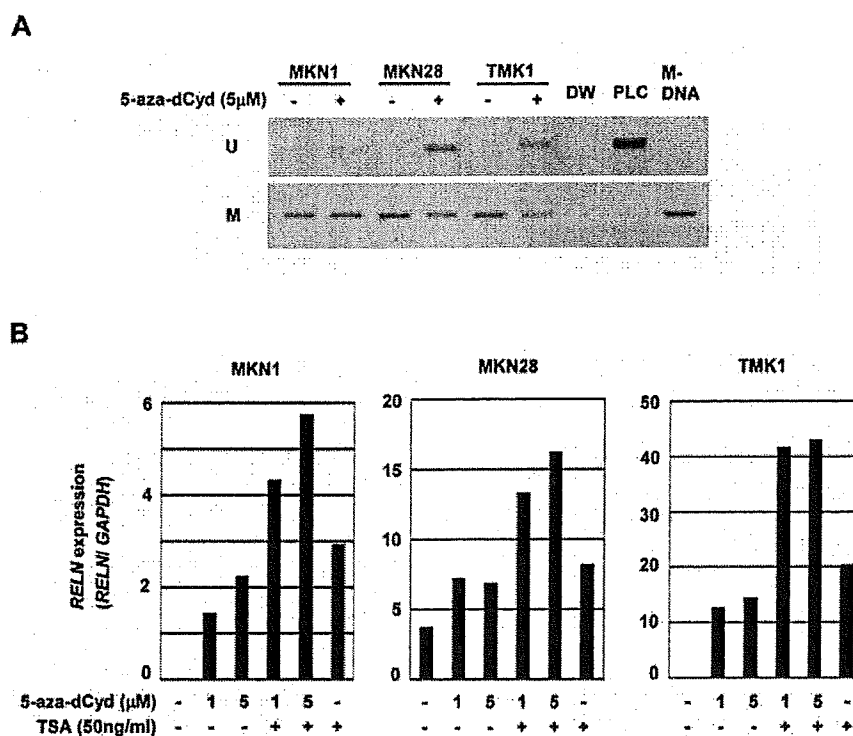 A
MKN1 MKN28 TMK1 DW PLC M-DNA
5-aza-dCyd (5μM) - + - + - +
U
M
B
MKN1 MKN28 TMK1
RELN expression
(RELN/ GAPDH)
6
4
2
0
20
15
10
5
0
50
40
30
20
10
0
5-aza-dCyd (μM) - 1 5 1 5 - - 1 5 1 5 - - 1 5 1 5 -
TSA (50ng/ml) - - - + + + - - - + + + - - - + + +